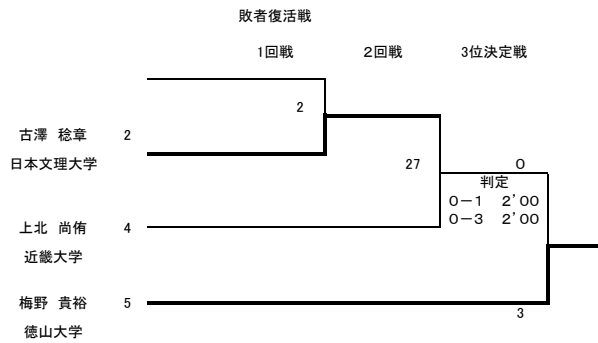 敗者復活戦
1回戦 2回戦 3位決定戦
2
古澤 稔章 2
日本文理大学
27 0
判定
0－1 2'00
0－3 2'00
上北 尚侑 4
近畿大学
梅野 貴裕 5
3
徳山大学